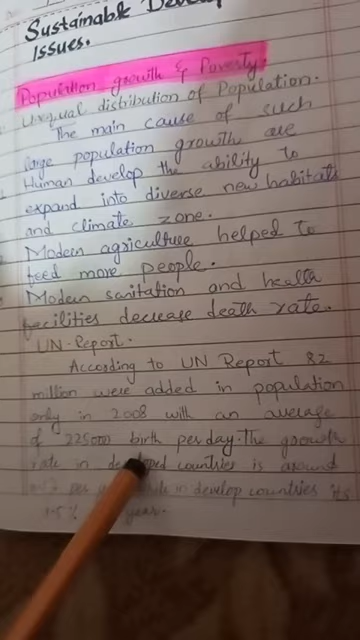 Sustainable Develop
Issues.
Population growth & Poverty:
Unequal distribution of Population.
The main cause of such
large population growth are
Human develop the ability to
expand into diverse new habitats
and climate zone.
Modern agriculture helped to
feed more people.
Modern sanitation and health
facilities decrease death rate.
UN-Report.
According to UN Report 82
million were added in population
only in 2008 with an average
of 225000 birth per day. The growth
rate in developed countries is around
per in develop countries its
1.5% year.